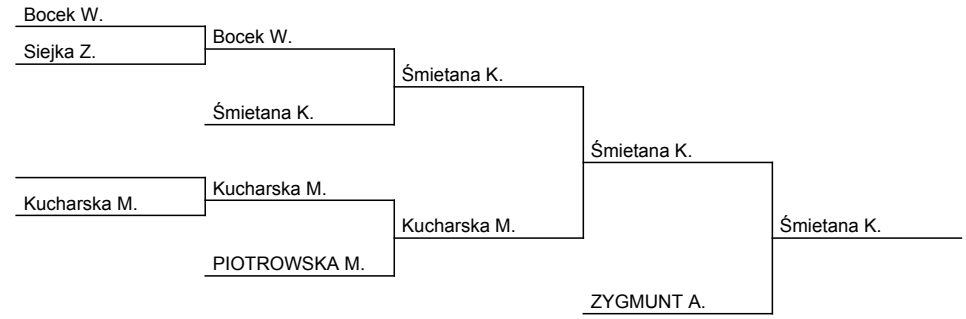 Bocek W.
Siejka Z.
Bocek W.
Śmietana K.
Śmietana K.
Kucharska M.
Kucharska M.
PIOTROWSKA M.
Kucharska M.
Śmietana K.
ZYGMUNT A.
Śmietana K.